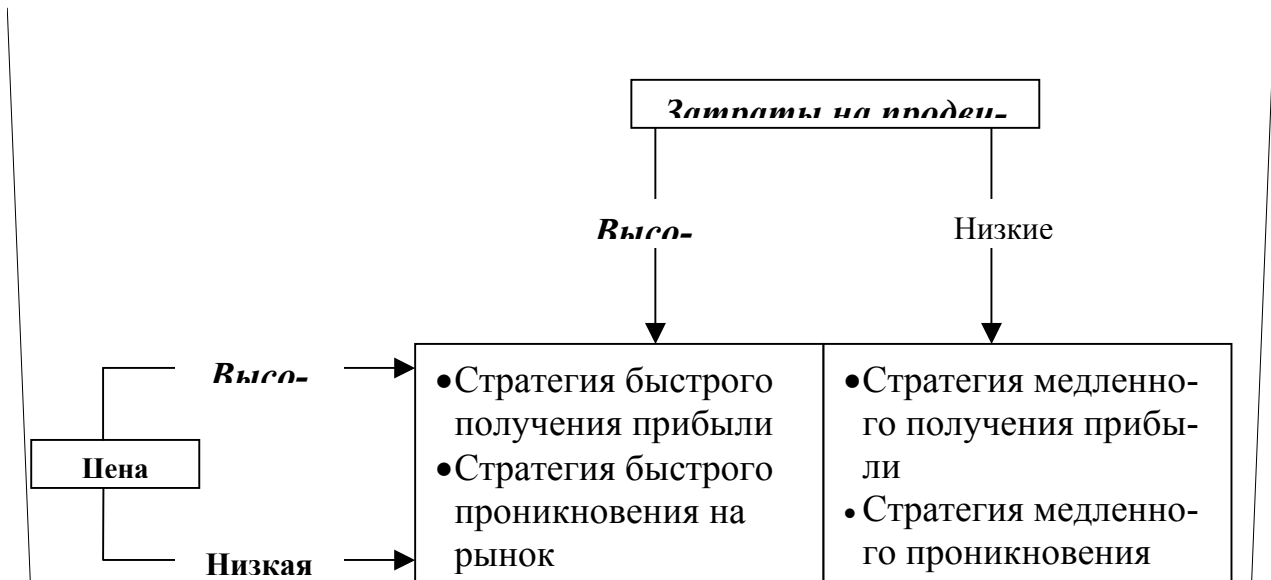 Затраты на продви-
Высо-
Низкие
Высо-
Цена
Низкая
•Стратегия быстрого
получения прибыли
•Стратегия быстрого
проникновения на
рынок
•Стратегия медленно-
го получения прибы-
ли
•Стратегия медленно-
го проникновения